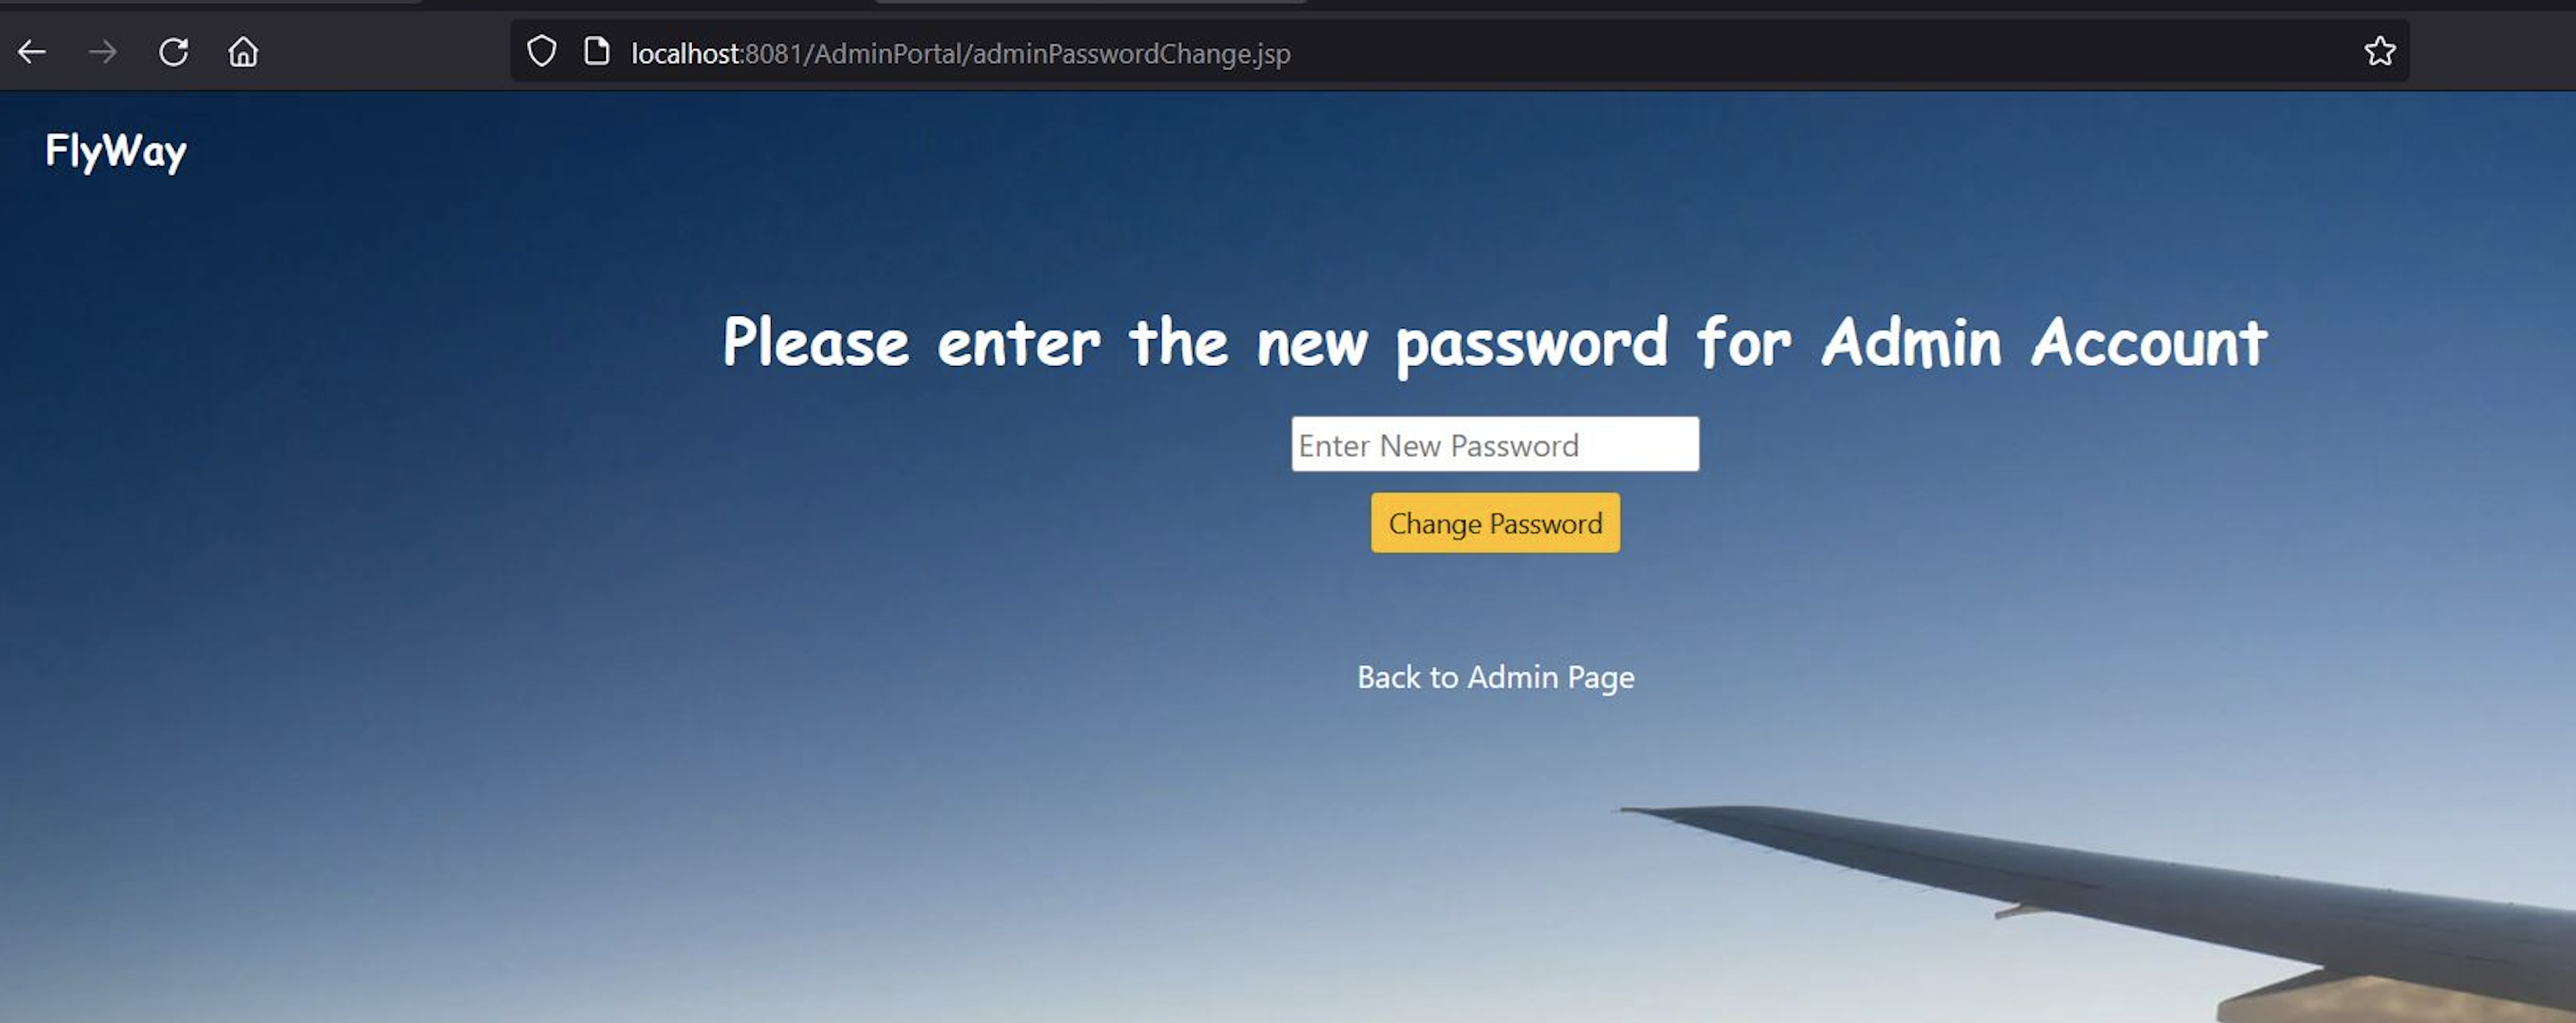 localhost:8081/AdminPortal/adminPasswordChange.jsp
FlyWay
Please enter the new password for Admin Account
Enter New Password
Change Password
Back to Admin Page